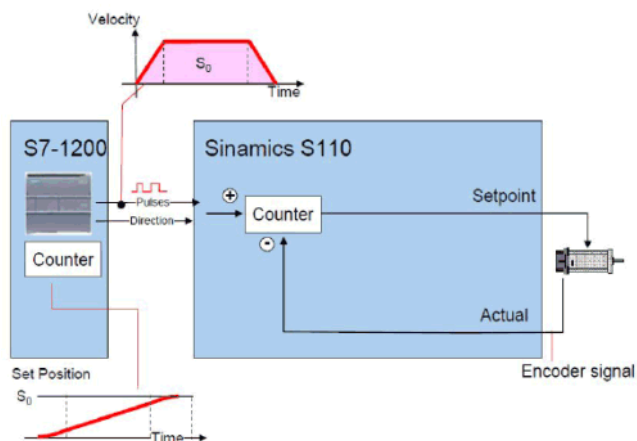 Velocity
S0
Time
S7-1200
Sinamics S110
Pulses
+
Setpoint
Counter
Direction
-
Counter
Actual
Set Position
Encoder signal
S0
Time